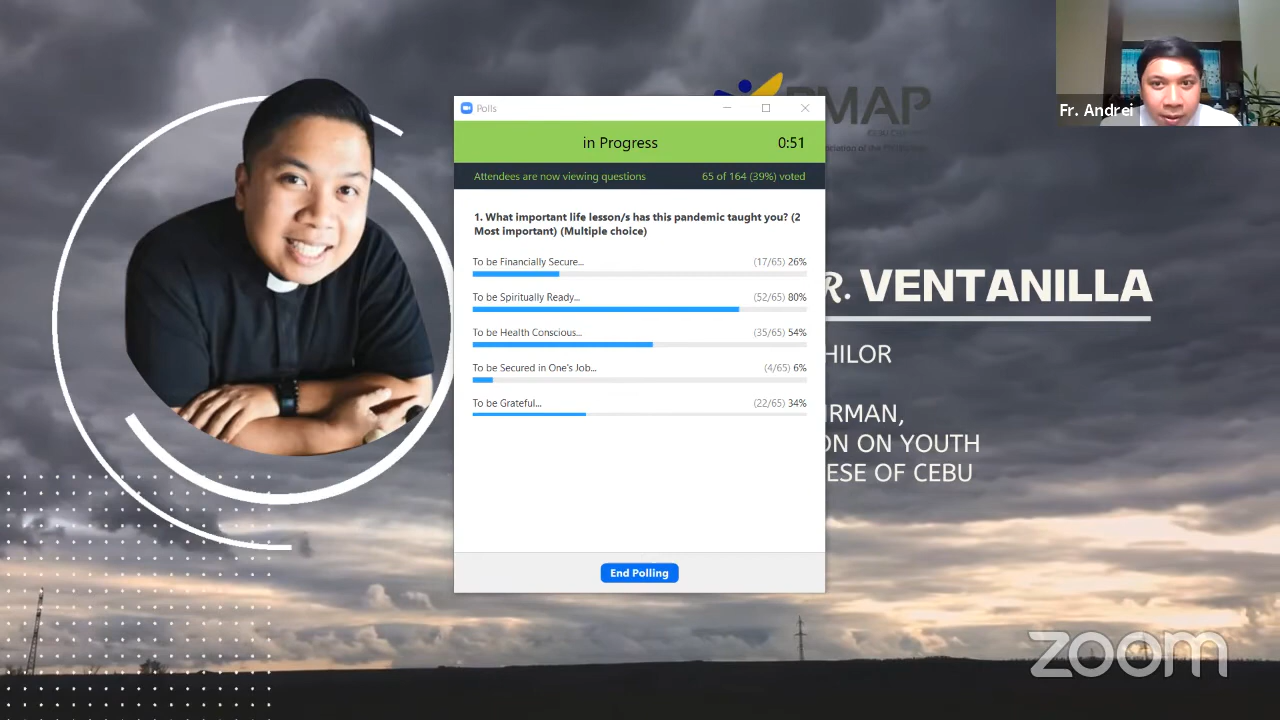 PMAP
CEBU
Fr. Andrei
Polls
in Progress 0:51
Attendees are now viewing questions 65 of 164 (39%) voted
1. What important life lesson/s has this pandemic taught you? (2
Most important) (Multiple choice)
To be Financially Secure... (17/65) 26%
To be Spiritually Ready... (52/65) 80%
To be Health Conscious... (35/65) 54%
To be Secured in One's Job... (4/65) 6%
To be Grateful... (22/65) 34%
End Polling
R. VENTANILLA
HILOR
IRMAN,
ON ON YOUTH
ESE OF CEBU
zoom